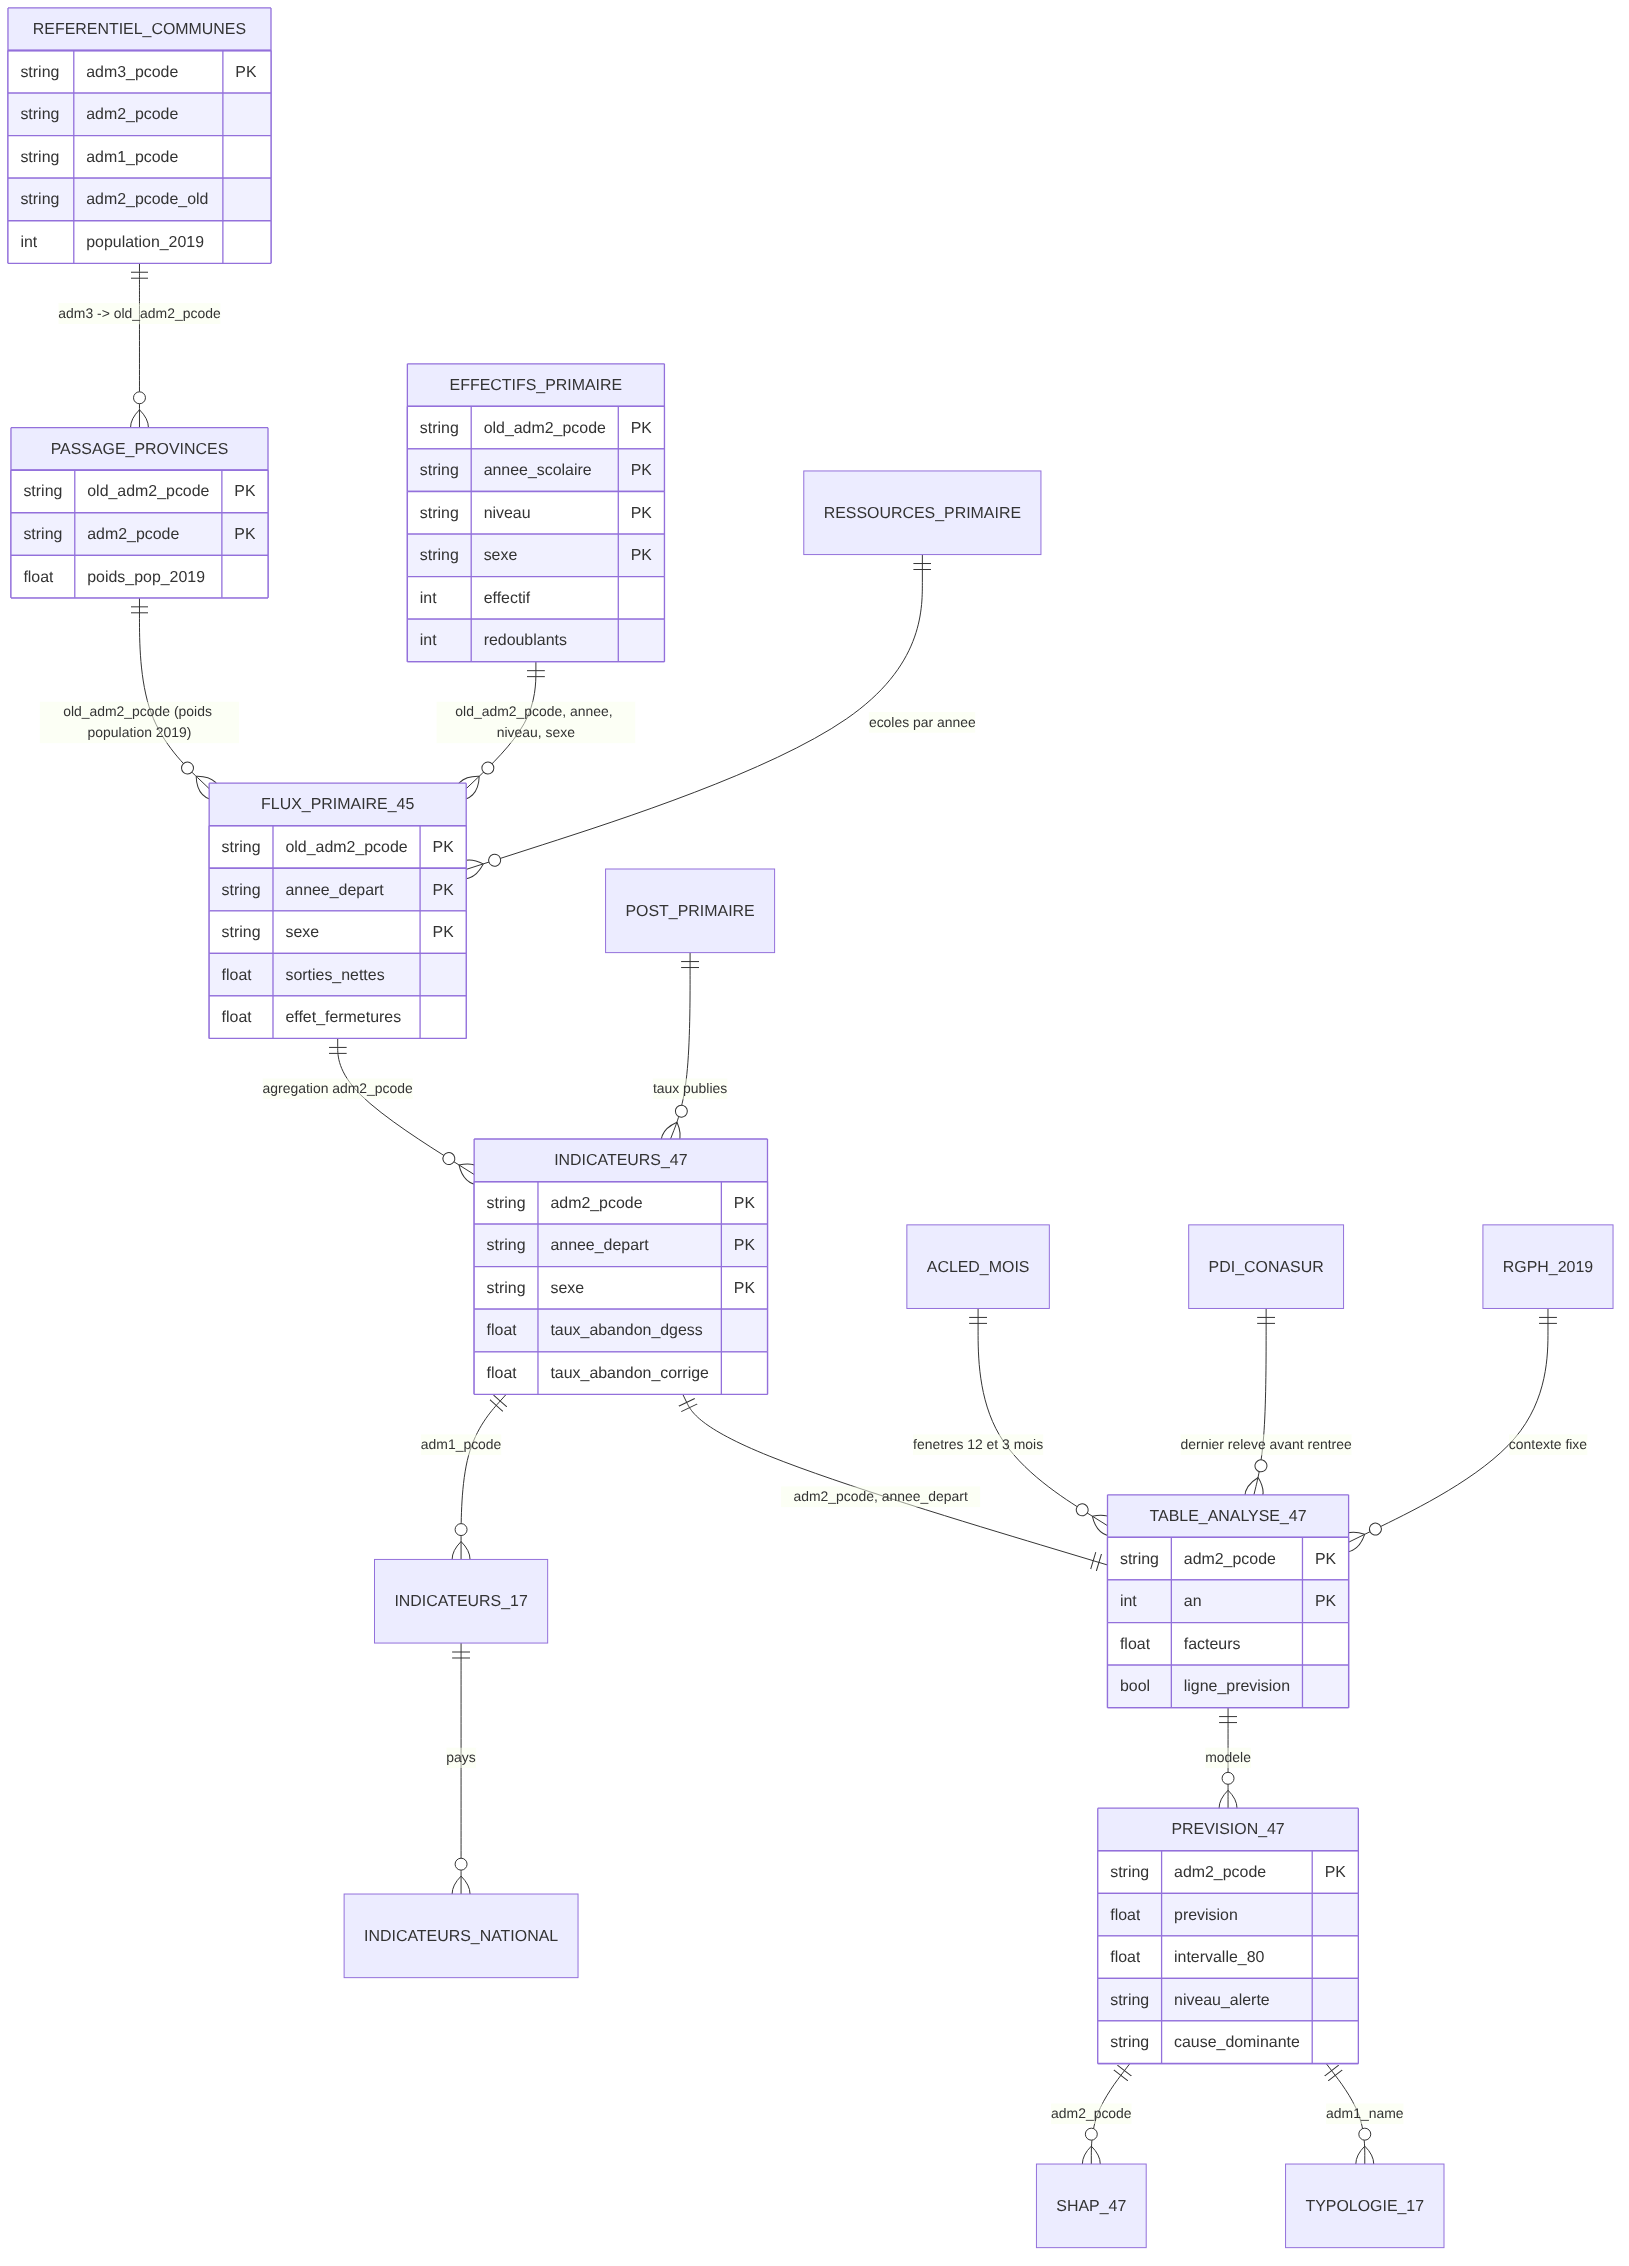 REFERENTIEL_COMMUNES
string adm3_pcode PK
string adm2_pcode
string adm1_pcode
string adm2_pcode_old
int population_2019
adm3 -> old_adm2_pcode
PASSAGE_PROVINCES
string old_adm2_pcode PK
string adm2_pcode PK
float poids_pop_2019
EFFECTIFS_PRIMAIRE
string old_adm2_pcode PK
string annee_scolaire PK
string niveau PK
string sexe PK
int effectif
int redoublants
RESSOURCES_PRIMAIRE
old_adm2_pcode (poids
population 2019)
old_adm2_pcode, annee,
niveau, sexe
ecoles par annee
FLUX_PRIMAIRE_45
string old_adm2_pcode PK
string annee_depart PK
string sexe PK
float sorties_nettes
float effet_fermetures
POST_PRIMAIRE
agregation adm2_pcode
taux publies
INDICATEURS_47
string adm2_pcode PK
string annee_depart PK
string sexe PK
float taux_abandon_dgess
float taux_abandon_corrige
ACLED_MOIS
PDI_CONASUR
RGPH_2019
adm1_pcode
adm2_pcode, annee_depart
fenetres 12 et 3 mois
dernier releve avant rentree
contexte fixe
INDICATEURS_17
TABLE_ANALYSE_47
string adm2_pcode PK
int an PK
float facteurs
bool ligne_prevision
pays
modele
INDICATEURS_NATIONAL
PREVISION_47
string adm2_pcode PK
float prevision
float intervalle_80
string niveau_alerte
string cause_dominante
adm2_pcode
adm1_name
SHAP_47
TYPOLOGIE_17